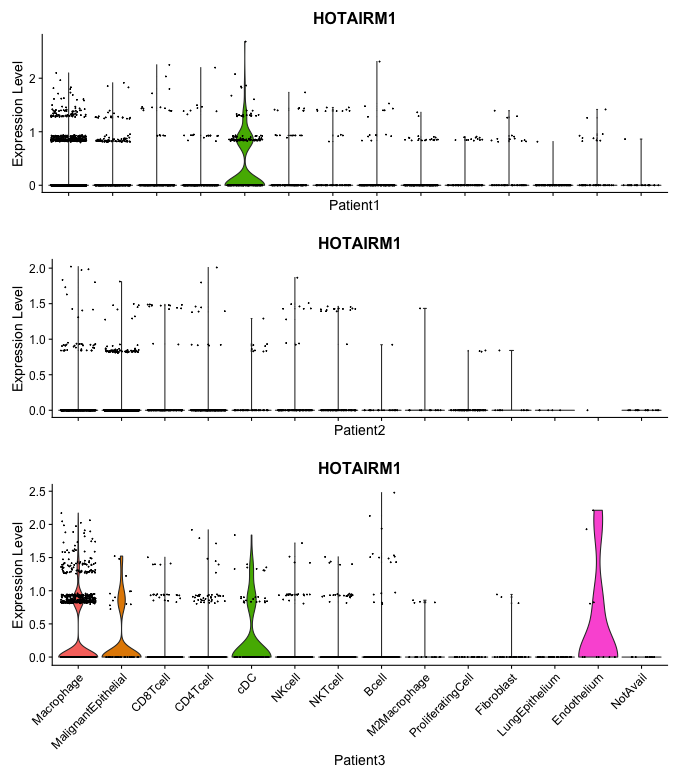 HOTAIRM1
Expression Level
2
1
0
Patient1
HOTAIRM1
Expression Level
2.0
1.5
1.0
0.5
0.0
Patient2
HOTAIRM1
Expression Level
2.5
2.0
1.5
1.0
0.5
0.0
Macrophage
MalignantEpithelial
CD8Tcell
CD4Tcell
cDC
NKcell
NKTcell
Bcell
M2Macrophage
ProliferatingCell
Fibroblast
LungEpithelium
Endothelium
NotAvail
Patient3